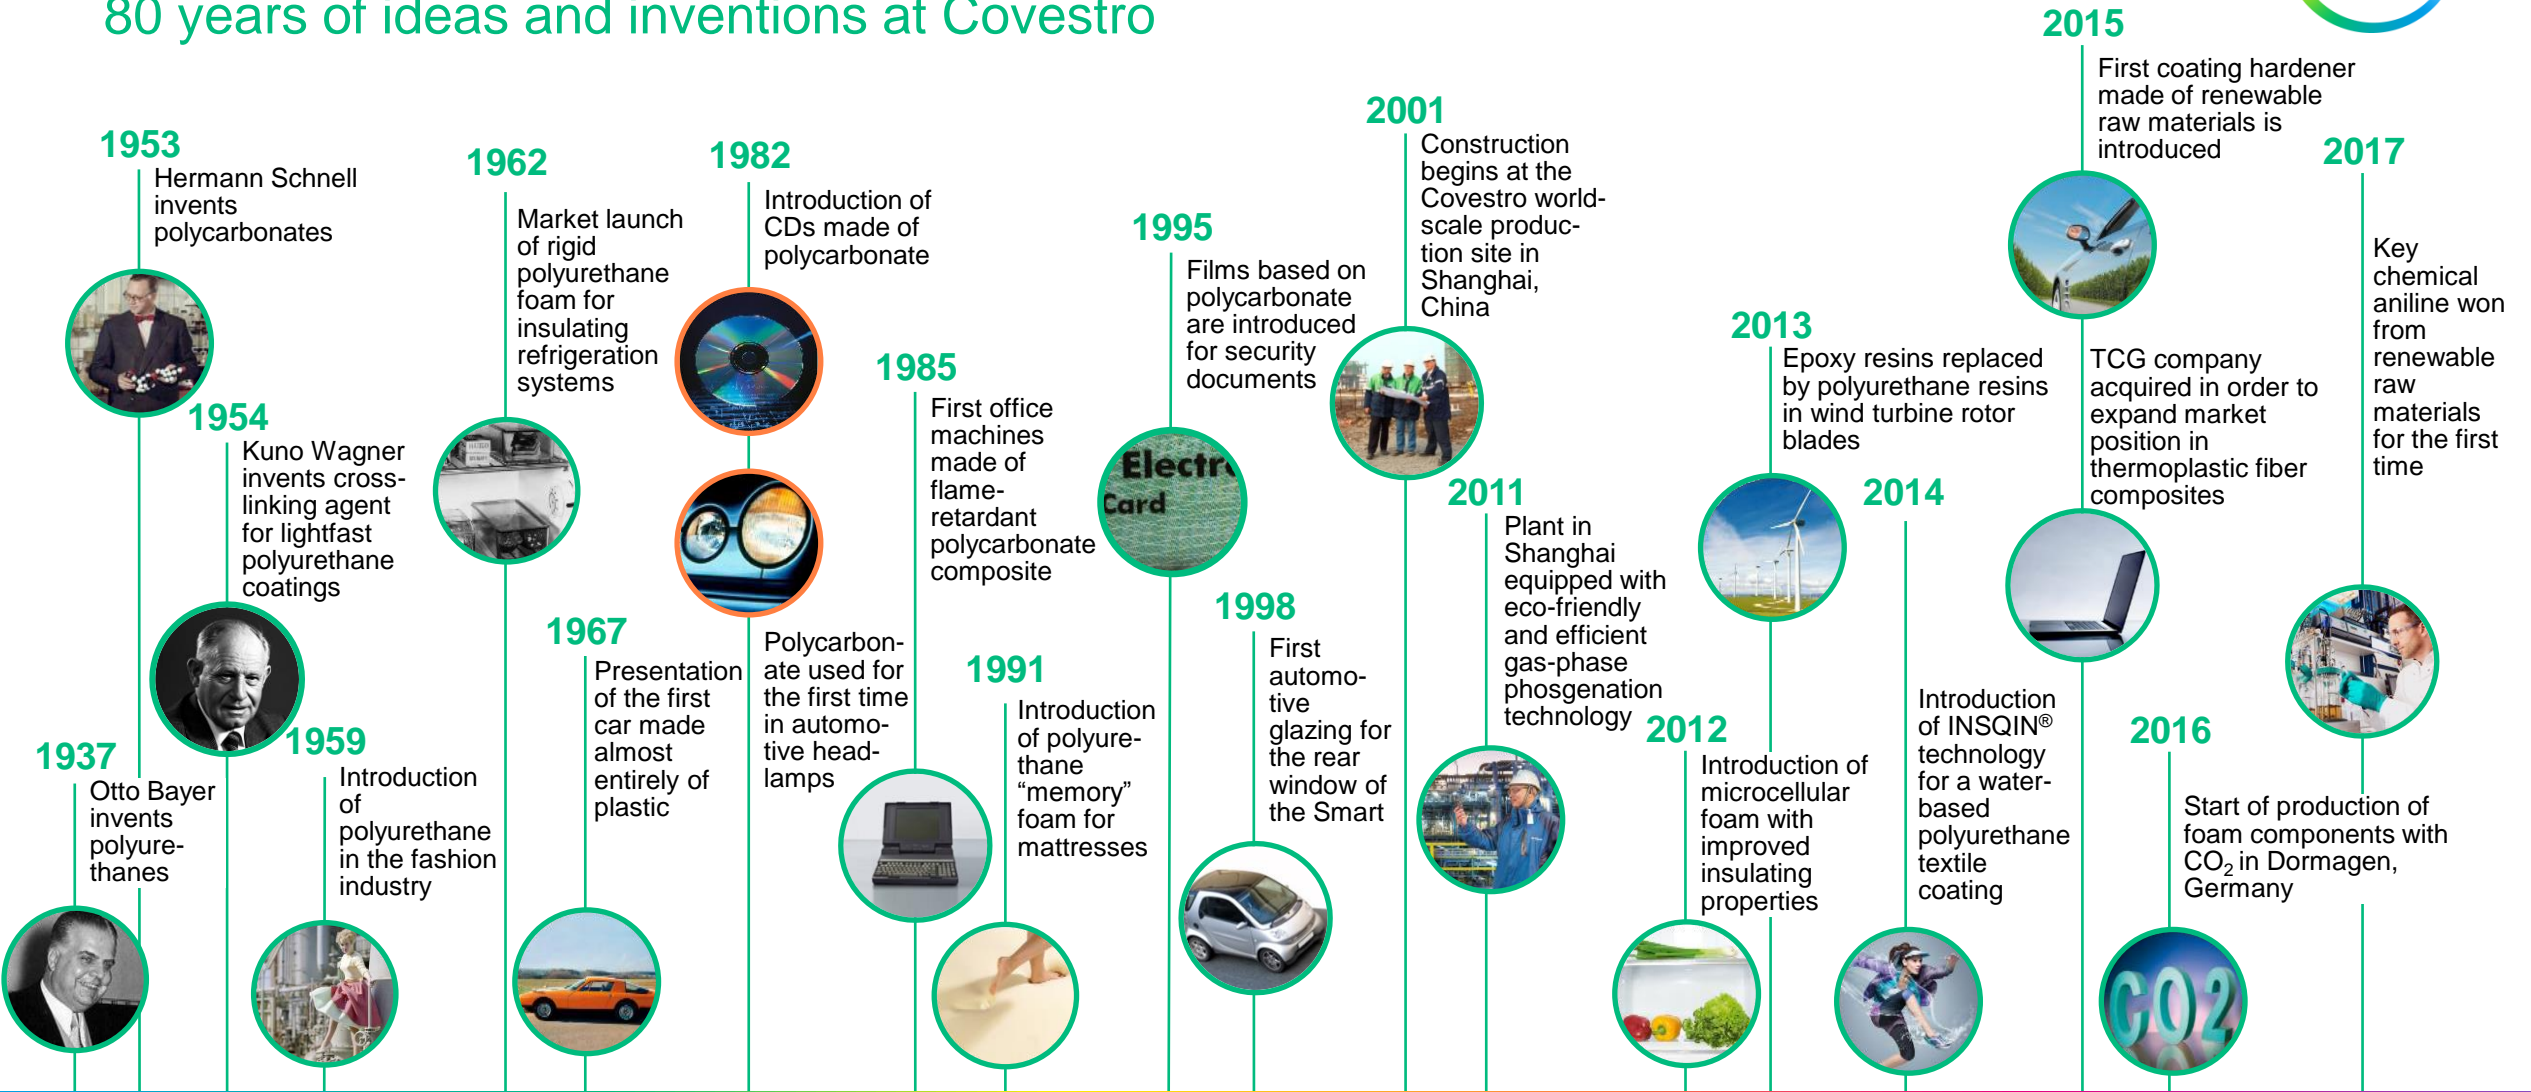 80 years of ideas and inventions at Covestro
1937
Otto Bayer
invents
polyure-
thanes
1953
Hermann Schnell
invents
polycarbonates
1954
Kuno Wagner
invents cross-
linking agent
for lightfast
polyurethane
coatings
1959
Introduction
of
polyurethane
in the fashion
industry
1962
Market launch
of rigid
polyurethane
foam for
insulating
refrigeration
systems
1967
Presentation
of the first
car made
almost
entirely of
plastic
1982
Introduction of
CDs made of
polycarbonate
Polycarbon-
ate used for
the first time
in automo-
tive head-
lamps
1985
First office
machines
made of
flame-
retardant
polycarbonate
composite
1991
Introduction
of polyure-
thane
“memory”
foam for
mattresses
1995
Films based on
polycarbonate
are introduced
for security
documents
Electr
Card
1998
First
automo-
tive
glazing for
the rear
window of
the Smart
2001
Construction
begins at the
Covestro world-
scale produc-
tion site in
Shanghai,
China
2011
Plant in
Shanghai
equipped with
eco-friendly
and efficient
gas-phase
phosgenation
technology
2012
Introduction of
microcellular
foam with
improved
insulating
properties
2013
Epoxy resins replaced
by polyurethane resins
in wind turbine rotor
blades
2014
Introduction
of INSQIN®
technology
for a water-
based
polyurethane
textile
coating
2015
First coating hardener
made of renewable
raw materials is
introduced
TCG company
acquired in order to
expand market
position in
thermoplastic fiber
composites
2016
Start of production of
foam components with
CO₂ in Dormagen,
Germany
CO2
2017
Key
chemical
aniline won
from
renewable
raw
materials
for the first
time